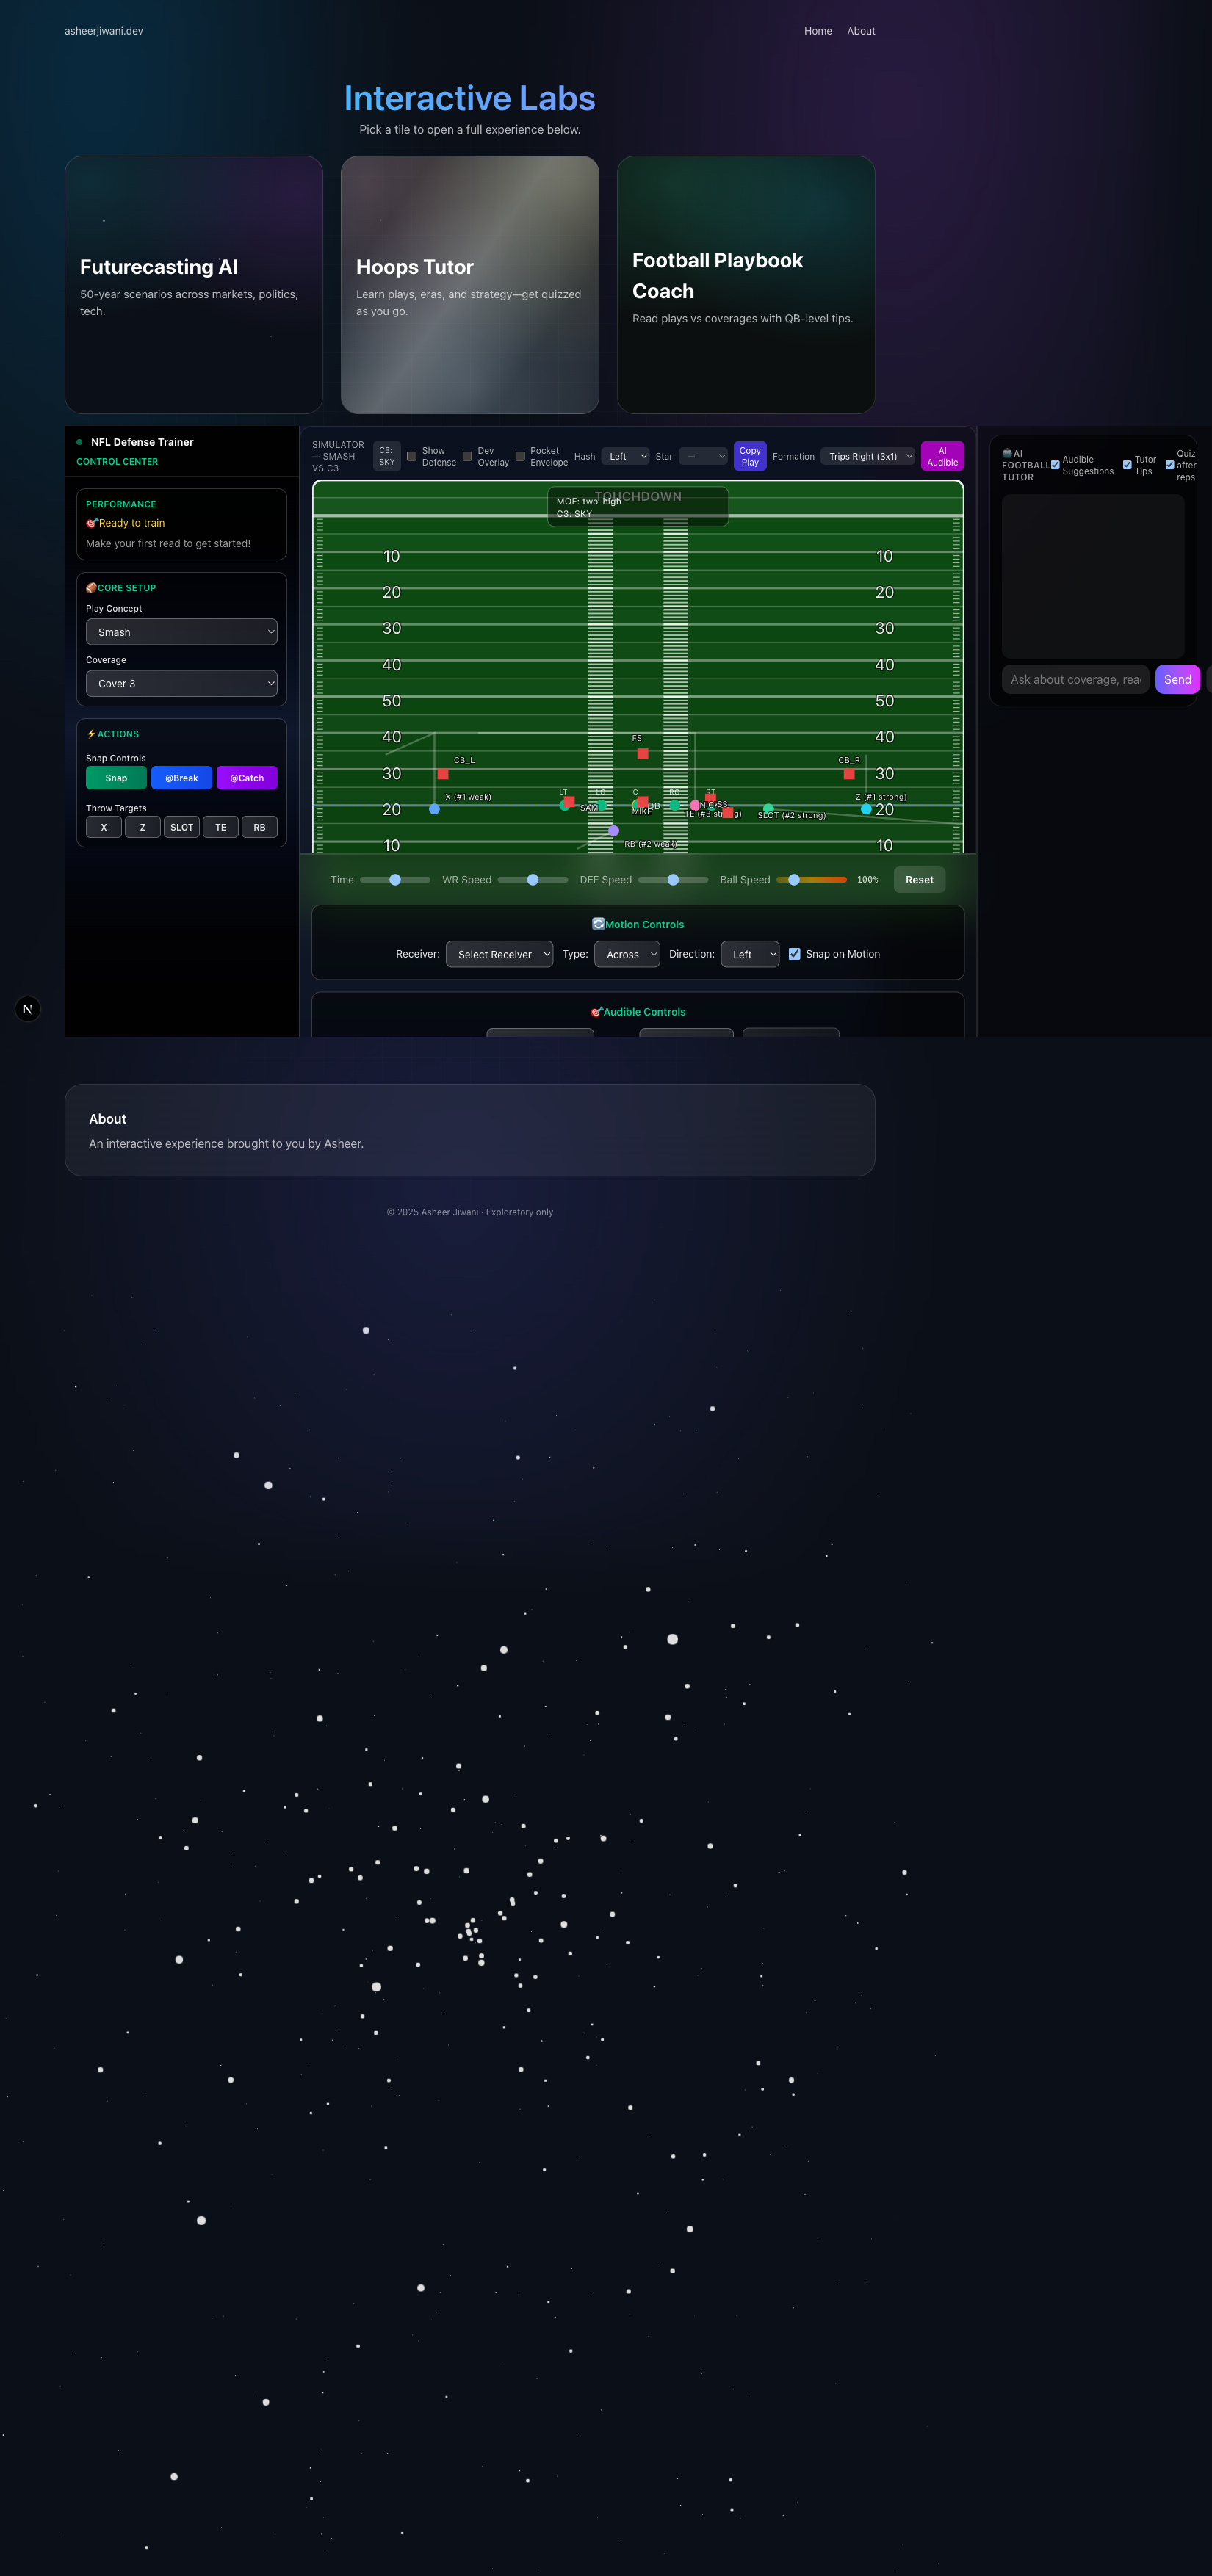 asheerjiwani.dev
Home About
Interactive Labs
Pick a tile to open a full experience below.
Futurecasting AI
50-year scenarios across markets, politics,
tech.
Hoops Tutor
Learn plays, eras, and strategy—get quizzed
as you go.
Football Playbook
Coach
Read plays vs coverages with QB-level tips.
NFL Defense Trainer
CONTROL CENTER
PERFORMANCE
🎯Ready to train
Make your first read to get started!
🏈CORE SETUP
Play Concept
Smash
Coverage
Cover 3
⚡ACTIONS
Snap Controls
Snap @Break @Catch
Throw Targets
X Z SLOT TE RB
SIMULATOR
— SMASH
VS C3
C3:
SKY
Show
Defense
Dev
Overlay
Pocket
Envelope
Hash
Left
Star
—
Copy
Play
Formation
Trips Right (3x1)
AI
Audible
TOUCHDOWN
MOF: two-high
C3: SKY
10 10
20 20
30 30
40 40
50 50
40 40
FS
CB_L CB_R
30 30
X (#1 weak) Z (#1 strong)
LT LG C RG RT
20 20
SAM MIKE QB NICK SS
TE (#3 strong) SLOT (#2 strong)
10 RB (#2 weak) 10
Time WR Speed DEF Speed Ball Speed 100% Reset
🔄Motion Controls
Receiver: Select Receiver Type: Across Direction: Left Snap on Motion
🎯Audible Controls
🤖AI
FOOTBALL
TUTOR
Audible
Suggestions
Tutor
Tips
Quiz
after
reps
Ask about coverage, rea
Send
N
About
An interactive experience brought to you by Asheer.
© 2025 Asheer Jiwani · Exploratory only